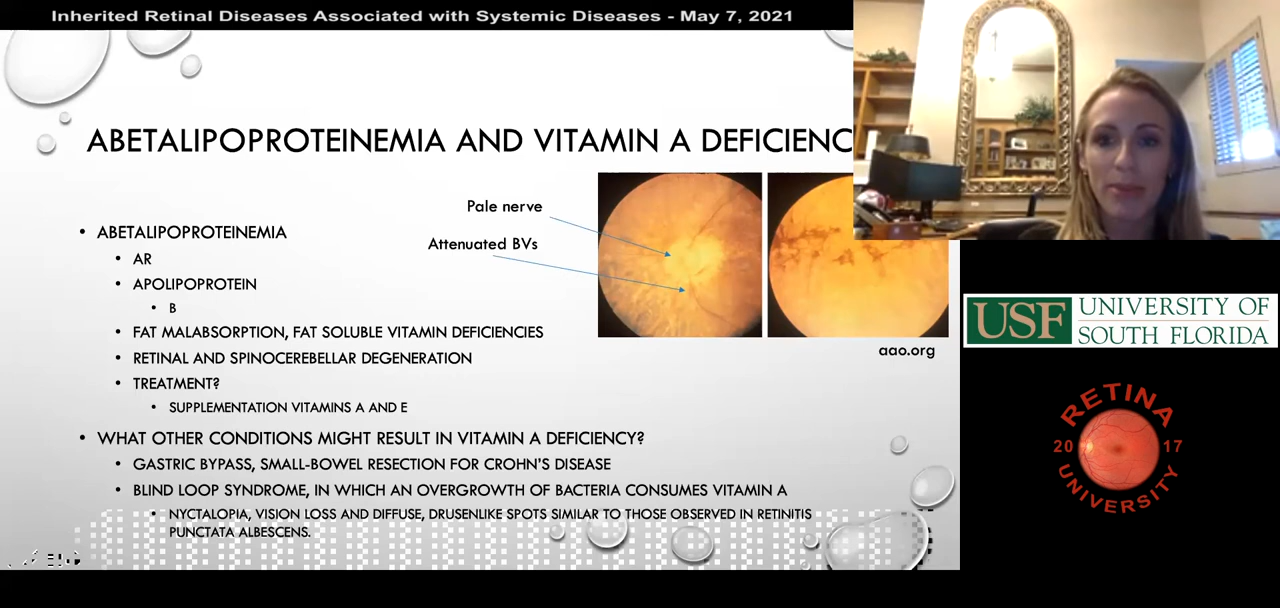 Inherited Retinal Diseases Associated with Systemic Diseases - May 7, 2021
ABETALIPOPROTEINEMIA AND VITAMIN A DEFICIENC
Pale nerve
Attenuated BVs
aao.org
• ABETALIPOPROTEINEMIA
• AR
• APOLIPOPROTEIN
• B
• FAT MALABSORPTION, FAT SOLUBLE VITAMIN DEFICIENCIES
• RETINAL AND SPINOCEREBELLAR DEGENERATION
• TREATMENT?
• SUPPLEMENTATION VITAMINS A AND E
• WHAT OTHER CONDITIONS MIGHT RESULT IN VITAMIN A DEFICIENCY?
• GASTRIC BYPASS, SMALL-BOWEL RESECTION FOR CROHN'S DISEASE
• BLIND LOOP SYNDROME, IN WHICH AN OVERGROWTH OF BACTERIA CONSUMES VITAMIN A
• NYCTALOPIA, VISION LOSS AND DIFFUSE, DRUSENLIKE SPOTS SIMILAR TO THOSE OBSERVED IN RETINITIS
PUNCTATA ALBESCENS.
USF
UNIVERSITY OF
SOUTH FLORIDA
RETINA
20 17
UNIVERSITY